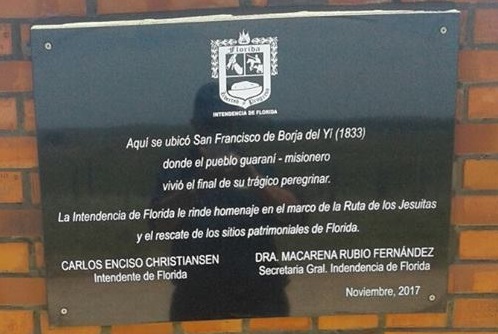 Florida
Libertad y Progreso
INTENDENCIA DE FLORIDA
Aquí se ubicó San Francisco de Borja del Yí (1833)
donde el pueblo guaraní - misionero
vivió el final de su trágico peregrinar.
La Intendencia de Florida le rinde homenaje en el marco de la Ruta de los Jesuitas
y el rescate de los sitios patrimoniales de Florida.
CARLOS ENCISO CHRISTIANSEN
Intendente de Florida
DRA. MACARENA RUBIO FERNÁNDEZ
Secretaria Gral. Indendencia de Florida
Noviembre, 2017